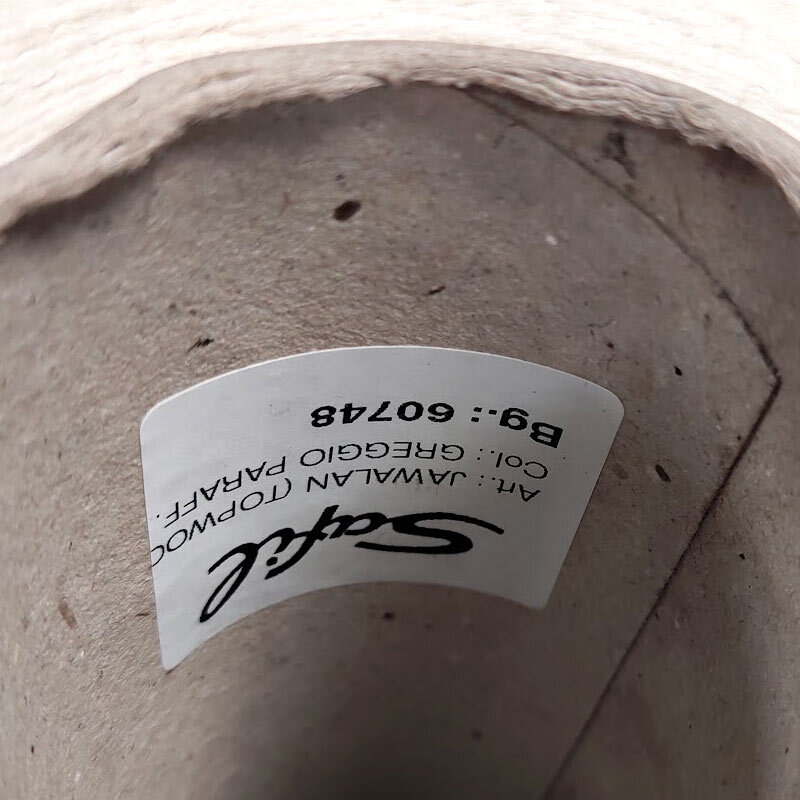 Safil
Art.: JAWALAN (TOPWOO
Col.: GREGGIO PARAFF.
Bg.: 60748